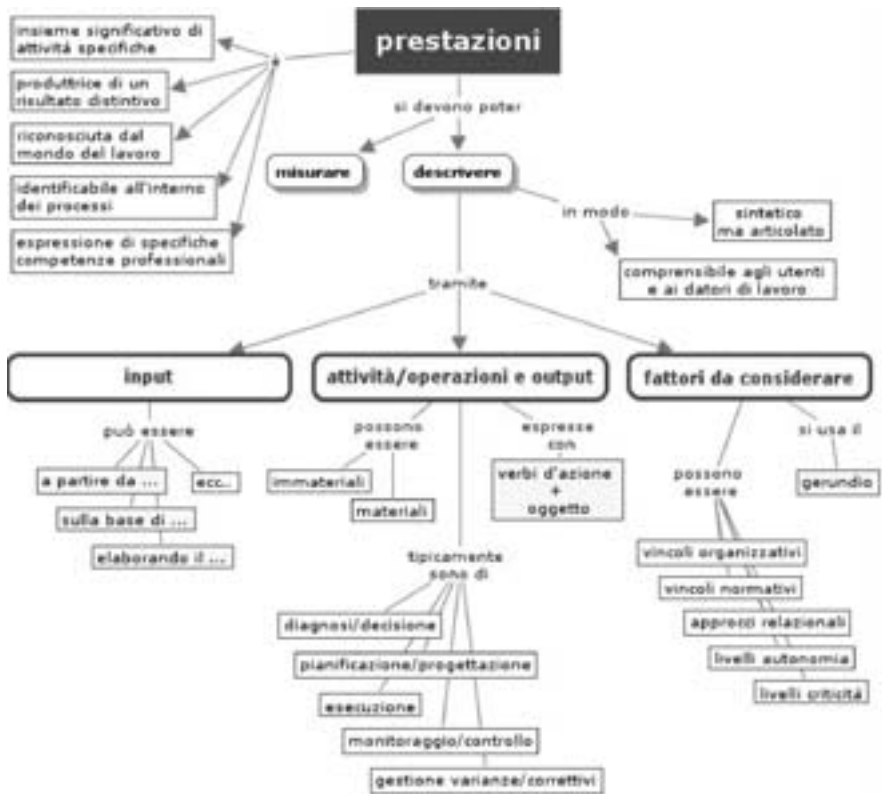 prestazioni
insieme significativo di
attività specifiche
è
produttrice di un
risultato distintivo
riconosciuta dal
mondo del lavoro
identificabile all'interno
dei processi
espressione di specifiche
competenze professionali
si devono poter
misurare
descrivere
in modo
sintetico
ma articolato
comprensibile agli utenti
e ai datori di lavoro
tramite
input
può essere
a partire da ...
ecc..
sulla base di ...
elaborando il ...
attività/operazioni e output
possono
essere
immateriali
materiali
espresse
con
verbi d'azione
+
oggetto
tipicamente
sono di
diagnosi/decisione
pianificazione/progettazione
esecuzione
monitoraggio/controllo
gestione varianze/correttivi
fattori da considerare
si usa il
gerundio
possono
essere
vincoli organizzativi
vincoli normativi
approcci relazionali
livelli autonomia
livelli criticità